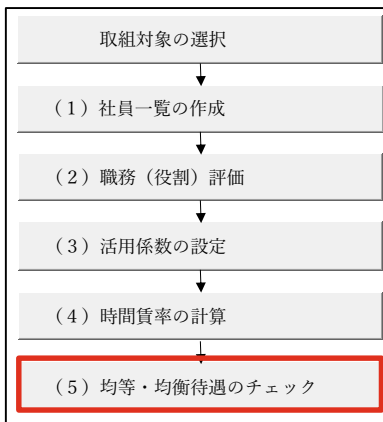 取組対象の選択
（１）社員一覧の作成
（２）職務（役割）評価
（３）活用係数の設定
（４）時間賃率の計算
（５）均等・均衡待遇のチェック